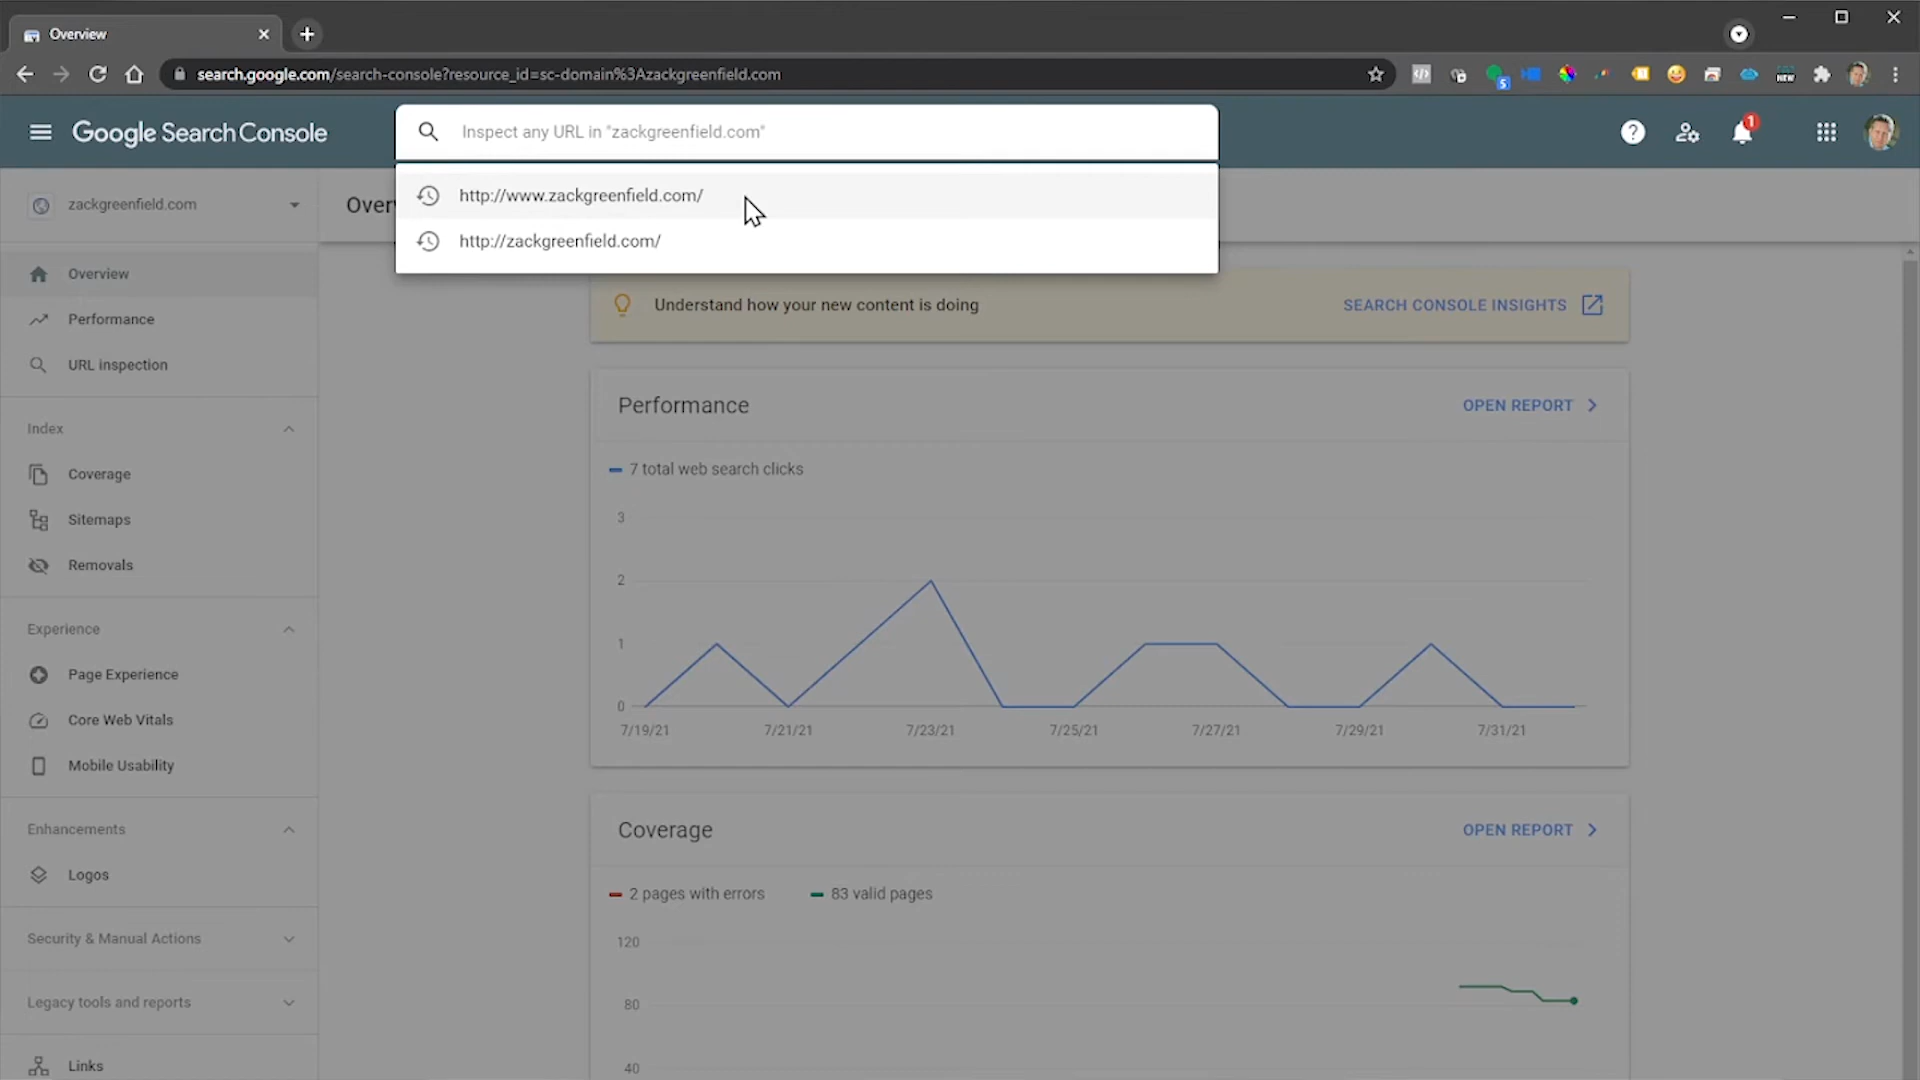 Overview
search.google.com/search-console?resource_id=sc-domain%3Azackgreenfield.com
S
NEW
Google Search Console
Inspect any URL in "zackgreenfield.com"
1
http://www.zackgreenfield.com/
http://zackgreenfield.com/
zackgreenfield.com
Over
Overview
Performance
URL inspection
Index
Coverage
Sitemaps
Removals
Experience
Page Experience
Core Web Vitals
Mobile Usability
Enhancements
Logos
Security & Manual Actions
Legacy tools and reports
Links
Understand how your new content is doing
SEARCH CONSOLE INSIGHTS
Performance
OPEN REPORT
7 total web search clicks
3
2
1
0
7/19/21 7/21/21 7/23/21 7/25/21 7/27/21 7/29/21 7/31/21
Coverage
OPEN REPORT
2 pages with errors 83 valid pages
120
80
40